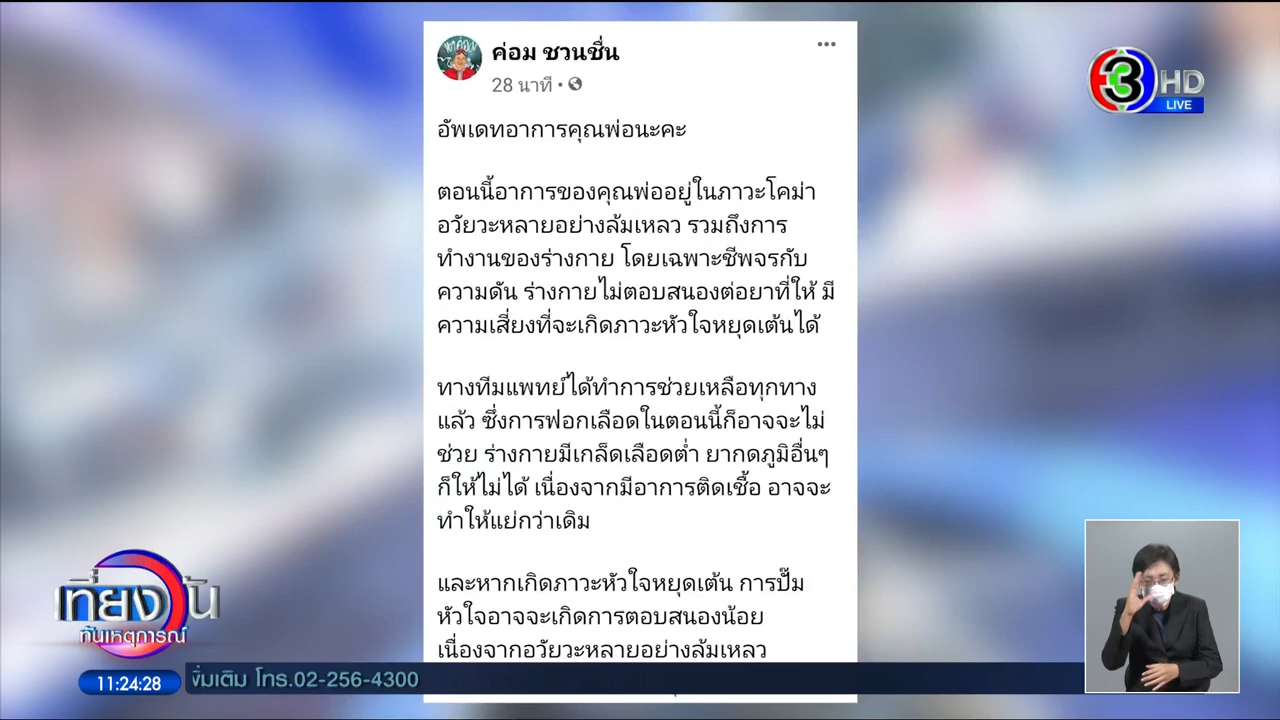 ค่อม ชวนชื่น
28 นาที
อัพเดทอาการคุณพ่อนะคะ
ตอนนี้อาการของคุณพ่ออยู่ในภาวะโคม่า
อวัยวะหลายอย่างล้มเหลว รวมถึงการ
ทำงานของร่างกาย โดยเฉพาะชีพจรกับ
ความดัน ร่างกายไม่ตอบสนองต่อยาที่ให้ มี
ความเสี่ยงที่จะเกิดภาวะหัวใจหยุดเต้นได้
ทางทีมแพทย์ได้ทำการช่วยเหลือทุกทาง
แล้ว ซึ่งการฟอกเลือดในตอนนี้ก็อาจจะไม่
ช่วย ร่างกายมีเกล็ดเลือดต่ำ ยากดภูมิอื่นๆ
ก็ให้ไม่ได้ เนื่องจากมีอาการติดเชื้อ อาจจะ
ทำให้แย่กว่าเดิม
และหากเกิดภาวะหัวใจหยุดเต้น การปั๊ม
หัวใจอาจจะเกิดการตอบสนองน้อย
เนื่องจากอวัยวะหลายอย่างล้มเหลว
3 HD
LIVE
เที่ยงวัน
ทันเหตุการณ์
11:24:28
ขิ่มเติม โทร.02-256-4300